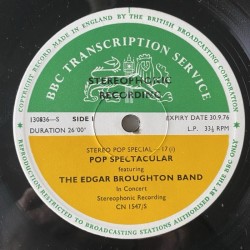 COPYRIGHT RECORD MADE IN ENGLAND BY THE BRITISH BROADCASTING CORPORATION
BBC TRANSCRIPTION SERVICE
STEREOPHONIC
RECORDING
130836—S SIDE 1 EXPIRY DATE 30.9.76
DURATION 26'00" L.P. 33⅓ RPM
STEREO POP SPECIAL—17 (i)
POP SPECTACULAR
featuring
THE EDGAR BROUGHTON BAND
In Concert
Stereophonic Recording
CN 1547/S
REPRODUCTION RESTRICTED TO BROADCASTING STATIONS AUTHORISED BY THE BBC